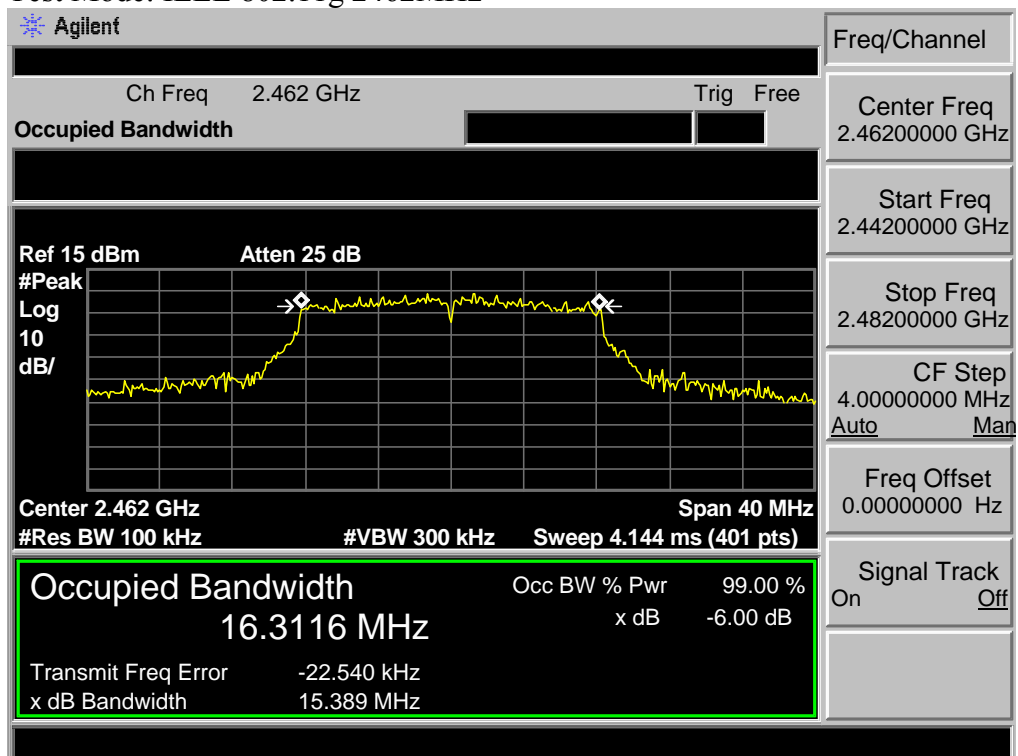 Agilent
Freq/Channel
Ch Freq 2.462 GHz Trig Free
Occupied Bandwidth
Center Freq
2.46200000 GHz
Start Freq
2.44200000 GHz
Stop Freq
2.48200000 GHz
CF Step
4.00000000 MHz
Auto Man
Freq Offset
0.00000000 Hz
Signal Track
On Off
Ref 15 dBm Atten 25 dB
#Peak
Log
10
dB/
Center 2.462 GHz Span 40 MHz
#Res BW 100 kHz #VBW 300 kHz Sweep 4.144 ms (401 pts)
Occupied Bandwidth
16.3116 MHz
Occ BW % Pwr 99.00 %
x dB -6.00 dB
Transmit Freq Error -22.540 kHz
x dB Bandwidth 15.389 MHz